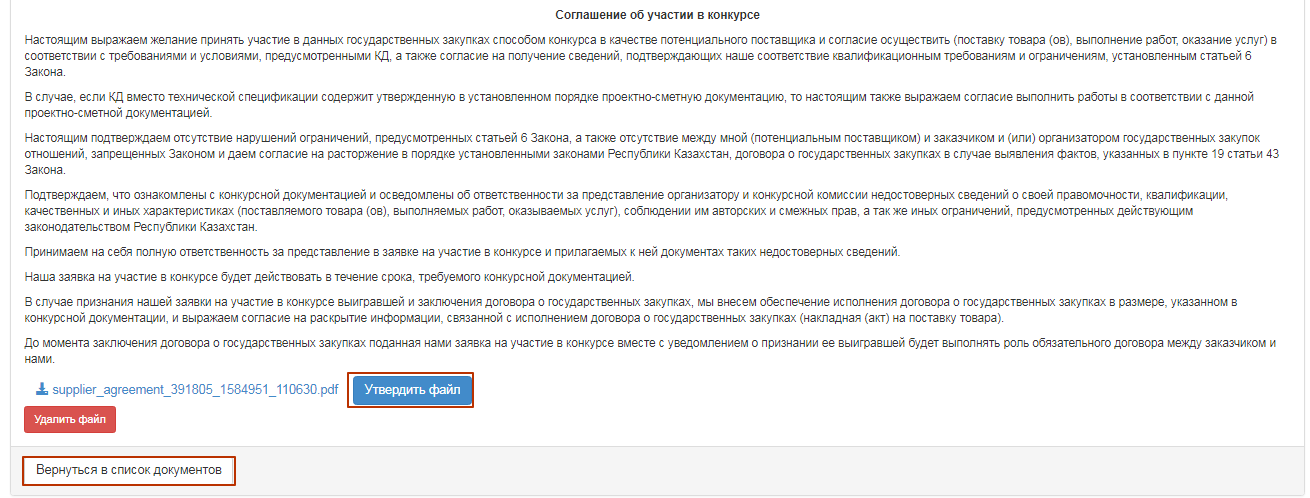 Соглашение об участии в конкурсе
Настоящим выражаем желание принять участие в данных государственных закупках способом конкурса в качестве потенциального поставщика и согласие осуществить (поставку товара (ов), выполнение работ, оказание услуг) в
соответствии с требованиями и условиями, предусмотренными КД, а также согласие на получение сведений, подтверждающих наше соответствие квалификационным требованиям и ограничениям, установленным статьей 6
Закона.
В случае, если КД вместо технической спецификации содержит утвержденную в установленном порядке проектно-сметную документацию, то настоящим также выражаем согласие выполнить работы в соответствии с данной
проектно-сметной документацией.
Настоящим подтверждаем отсутствие нарушений ограничений, предусмотренных статьей 6 Закона, а также отсутствие между мной (потенциальным поставщиком) и заказчиком и (или) организатором государственных закупок
отношений, запрещенных Законом и даем согласие на расторжение в порядке установленными законами Республики Казахстан, договора о государственных закупках в случае выявления фактов, указанных в пункте 19 статьи 43
Закона.
Подтверждаем, что ознакомлены с конкурсной документацией и осведомлены об ответственности за представление организатору и конкурсной комиссии недостоверных сведений о своей правомочности, квалификации,
качественных и иных характеристиках (поставляемого товара (ов), выполняемых работ, оказываемых услуг), соблюдении им авторских и смежных прав, а так же иных ограничений, предусмотренных действующим
законодательством Республики Казахстан.
Принимаем на себя полную ответственность за представление в заявке на участие в конкурсе и прилагаемых к ней документах таких недостоверных сведений.
Наша заявка на участие в конкурсе будет действовать в течение срока, требуемого конкурсной документацией.
В случае признания нашей заявки на участие в конкурсе выигравшей и заключения договора о государственных закупках, мы внесем обеспечение исполнения договора о государственных закупках в размере, указанном в
конкурсной документации, и выражаем согласие на раскрытие информации, связанной с исполнением договора о государственных закупках (накладная (акт) на поставку товара).
До момента заключения договора о государственных закупках поданная нами заявка на участие в конкурсе вместе с уведомлением о признании ее выигравшей будет выполнять роль обязательного договора между заказчиком и
нами.
supplier_agreement_391805_1584951_110630.pdf Утвердить файл
Удалить файл
Вернуться в список документов